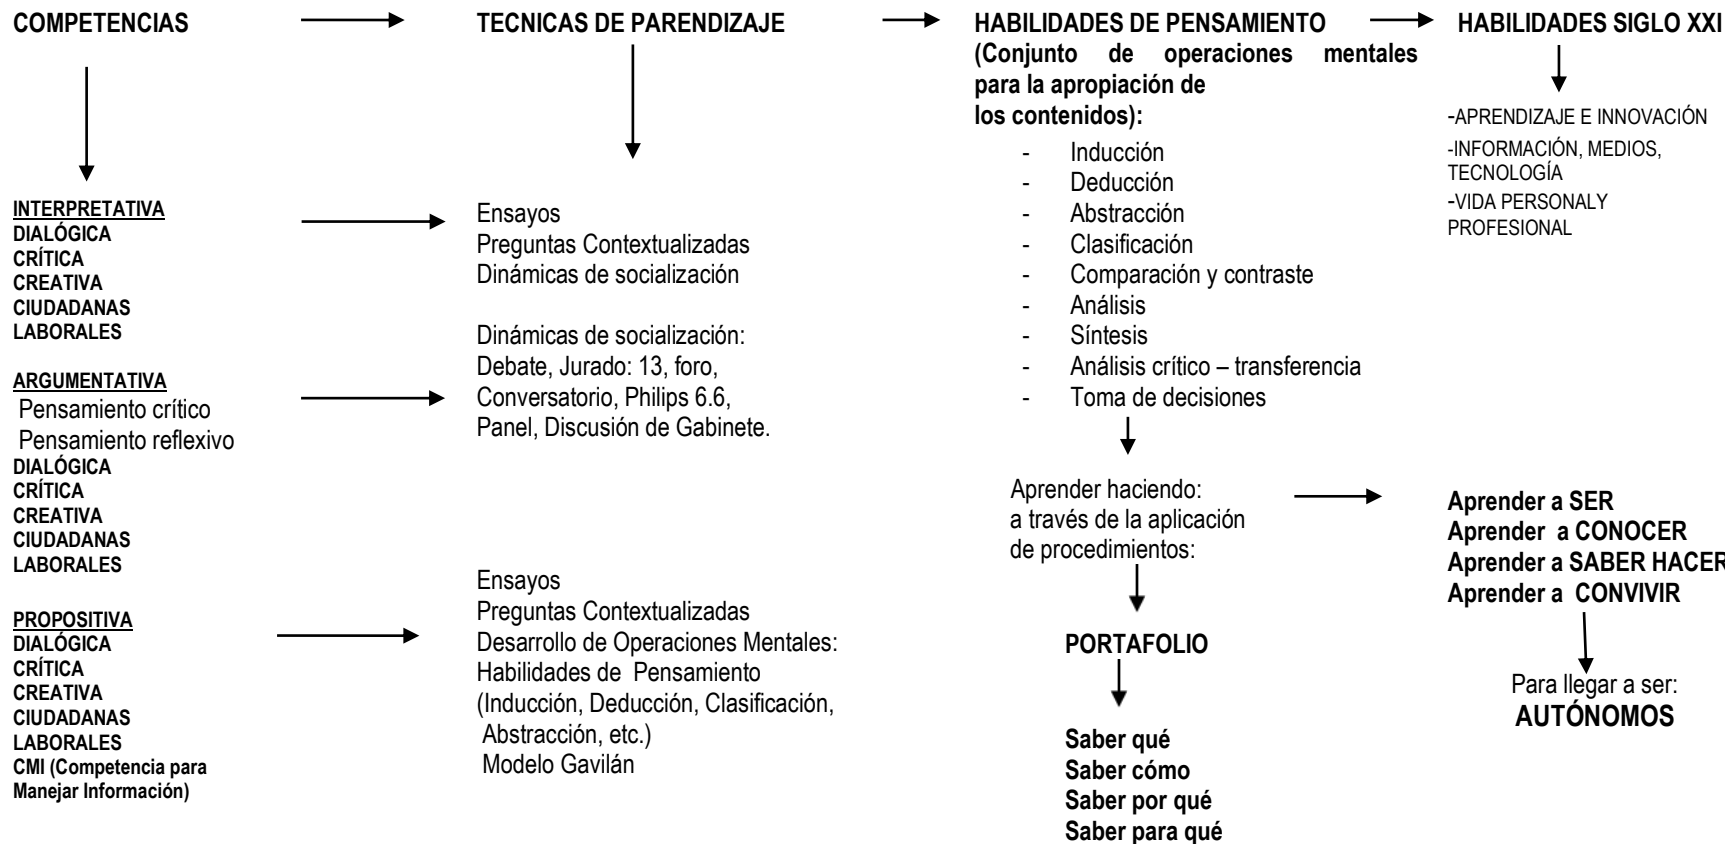 COMPETENCIAS
INTERPRETATIVA
DIALÓGICA
CRÍTICA
CREATIVA
CIUDADANAS
LABORALES
ARGUMENTATIVA
Pensamiento crítico
Pensamiento reflexivo
DIALÓGICA
CRÍTICA
CREATIVA
CIUDADANAS
LABORALES
PROPOSITIVA
DIALÓGICA
CRÍTICA
CREATIVA
CIUDADANAS
LABORALES
CMI (Competencia para
Manejar Información)
TECNICAS DE PARENDIZAJE
Ensayos
Preguntas Contextualizadas
Dinámicas de socialización
Dinámicas de socialización:
Debate, Jurado: 13, foro,
Conversatorio, Philips 6.6,
Panel, Discusión de Gabinete.
Ensayos
Preguntas Contextualizadas
Desarrollo de Operaciones Mentales:
Habilidades de Pensamiento
(Inducción, Deducción, Clasificación,
Abstracción, etc.)
Modelo Gavilán
HABILIDADES DE PENSAMIENTO
(Conjunto de operaciones mentales
para la apropiación de
los contenidos):
- Inducción
- Deducción
- Abstracción
- Clasificación
- Comparación y contraste
- Análisis
- Síntesis
- Análisis crítico – transferencia
- Toma de decisiones
Aprender haciendo:
a través de la aplicación
de procedimientos:
PORTAFOLIO
Saber qué
Saber cómo
Saber por qué
Saber para qué
HABILIDADES SIGLO XXI
-APRENDIZAJE E INNOVACIÓN
-INFORMACIÓN, MEDIOS,
TECNOLOGÍA
-VIDA PERSONALY
PROFESIONAL
Aprender a SER
Aprender a CONOCER
Aprender a SABER HACER
Aprender a CONVIVIR
Para llegar a ser:
AUTÓNOMOS